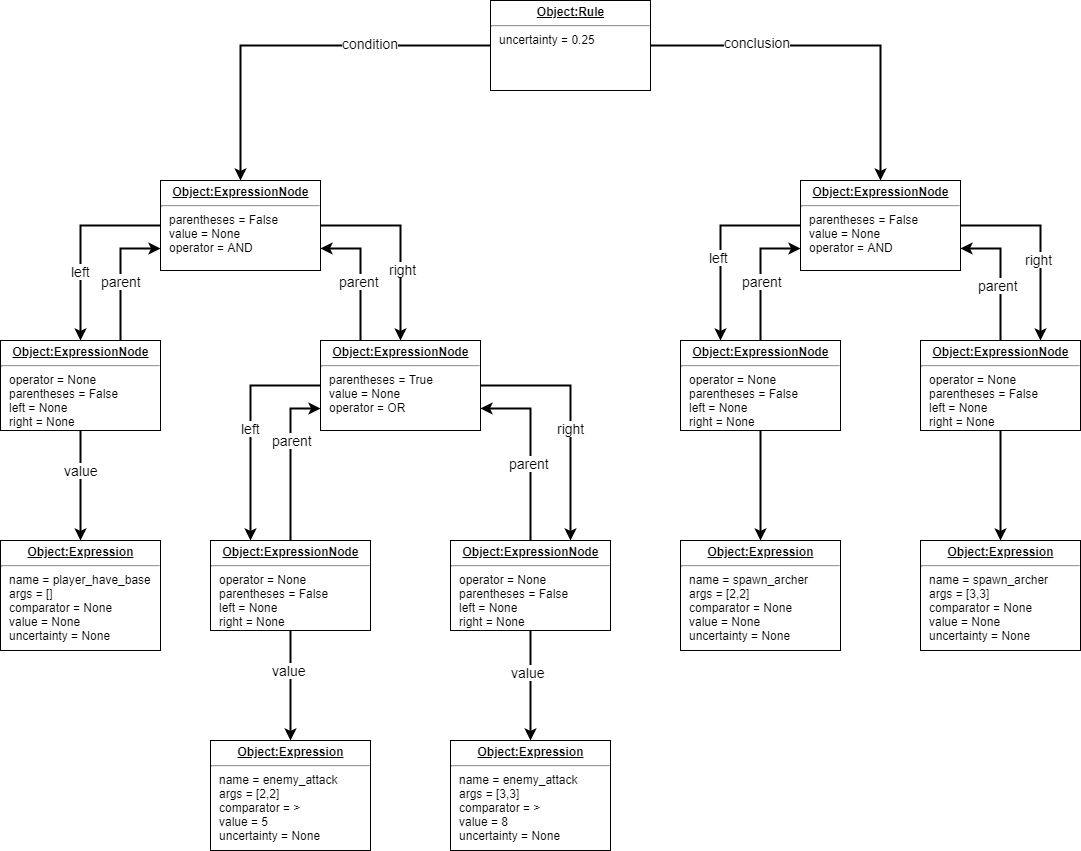 Object:Rule
uncertainty = 0.25
condition
conclusion
Object:ExpressionNode
parentheses = False
value = None
operator = AND
Object:ExpressionNode
parentheses = False
value = None
operator = AND
left
parent
parent
right
left
parent
parent
right
Object:ExpressionNode
operator = None
parentheses = False
left = None
right = None
Object:ExpressionNode
parentheses = True
value = None
operator = OR
Object:ExpressionNode
operator = None
parentheses = False
left = None
right = None
Object:ExpressionNode
operator = None
parentheses = False
left = None
right = None
value
left
parent
parent
right
Object:Expression
name = player_have_base
args = []
comparator = None
value = None
uncertainty = None
Object:ExpressionNode
operator = None
parentheses = False
left = None
right = None
Object:ExpressionNode
operator = None
parentheses = False
left = None
right = None
Object:Expression
name = spawn_archer
args = [2,2]
comparator = None
value = None
uncertainty = None
Object:Expression
name = spawn_archer
args = [3,3]
comparator = None
value = None
uncertainty = None
value
value
Object:Expression
name = enemy_attack
args = [2,2]
comparator = >
value = 5
uncertainty = None
Object:Expression
name = enemy_attack
args = [3,3]
comparator = >
value = 8
uncertainty = None